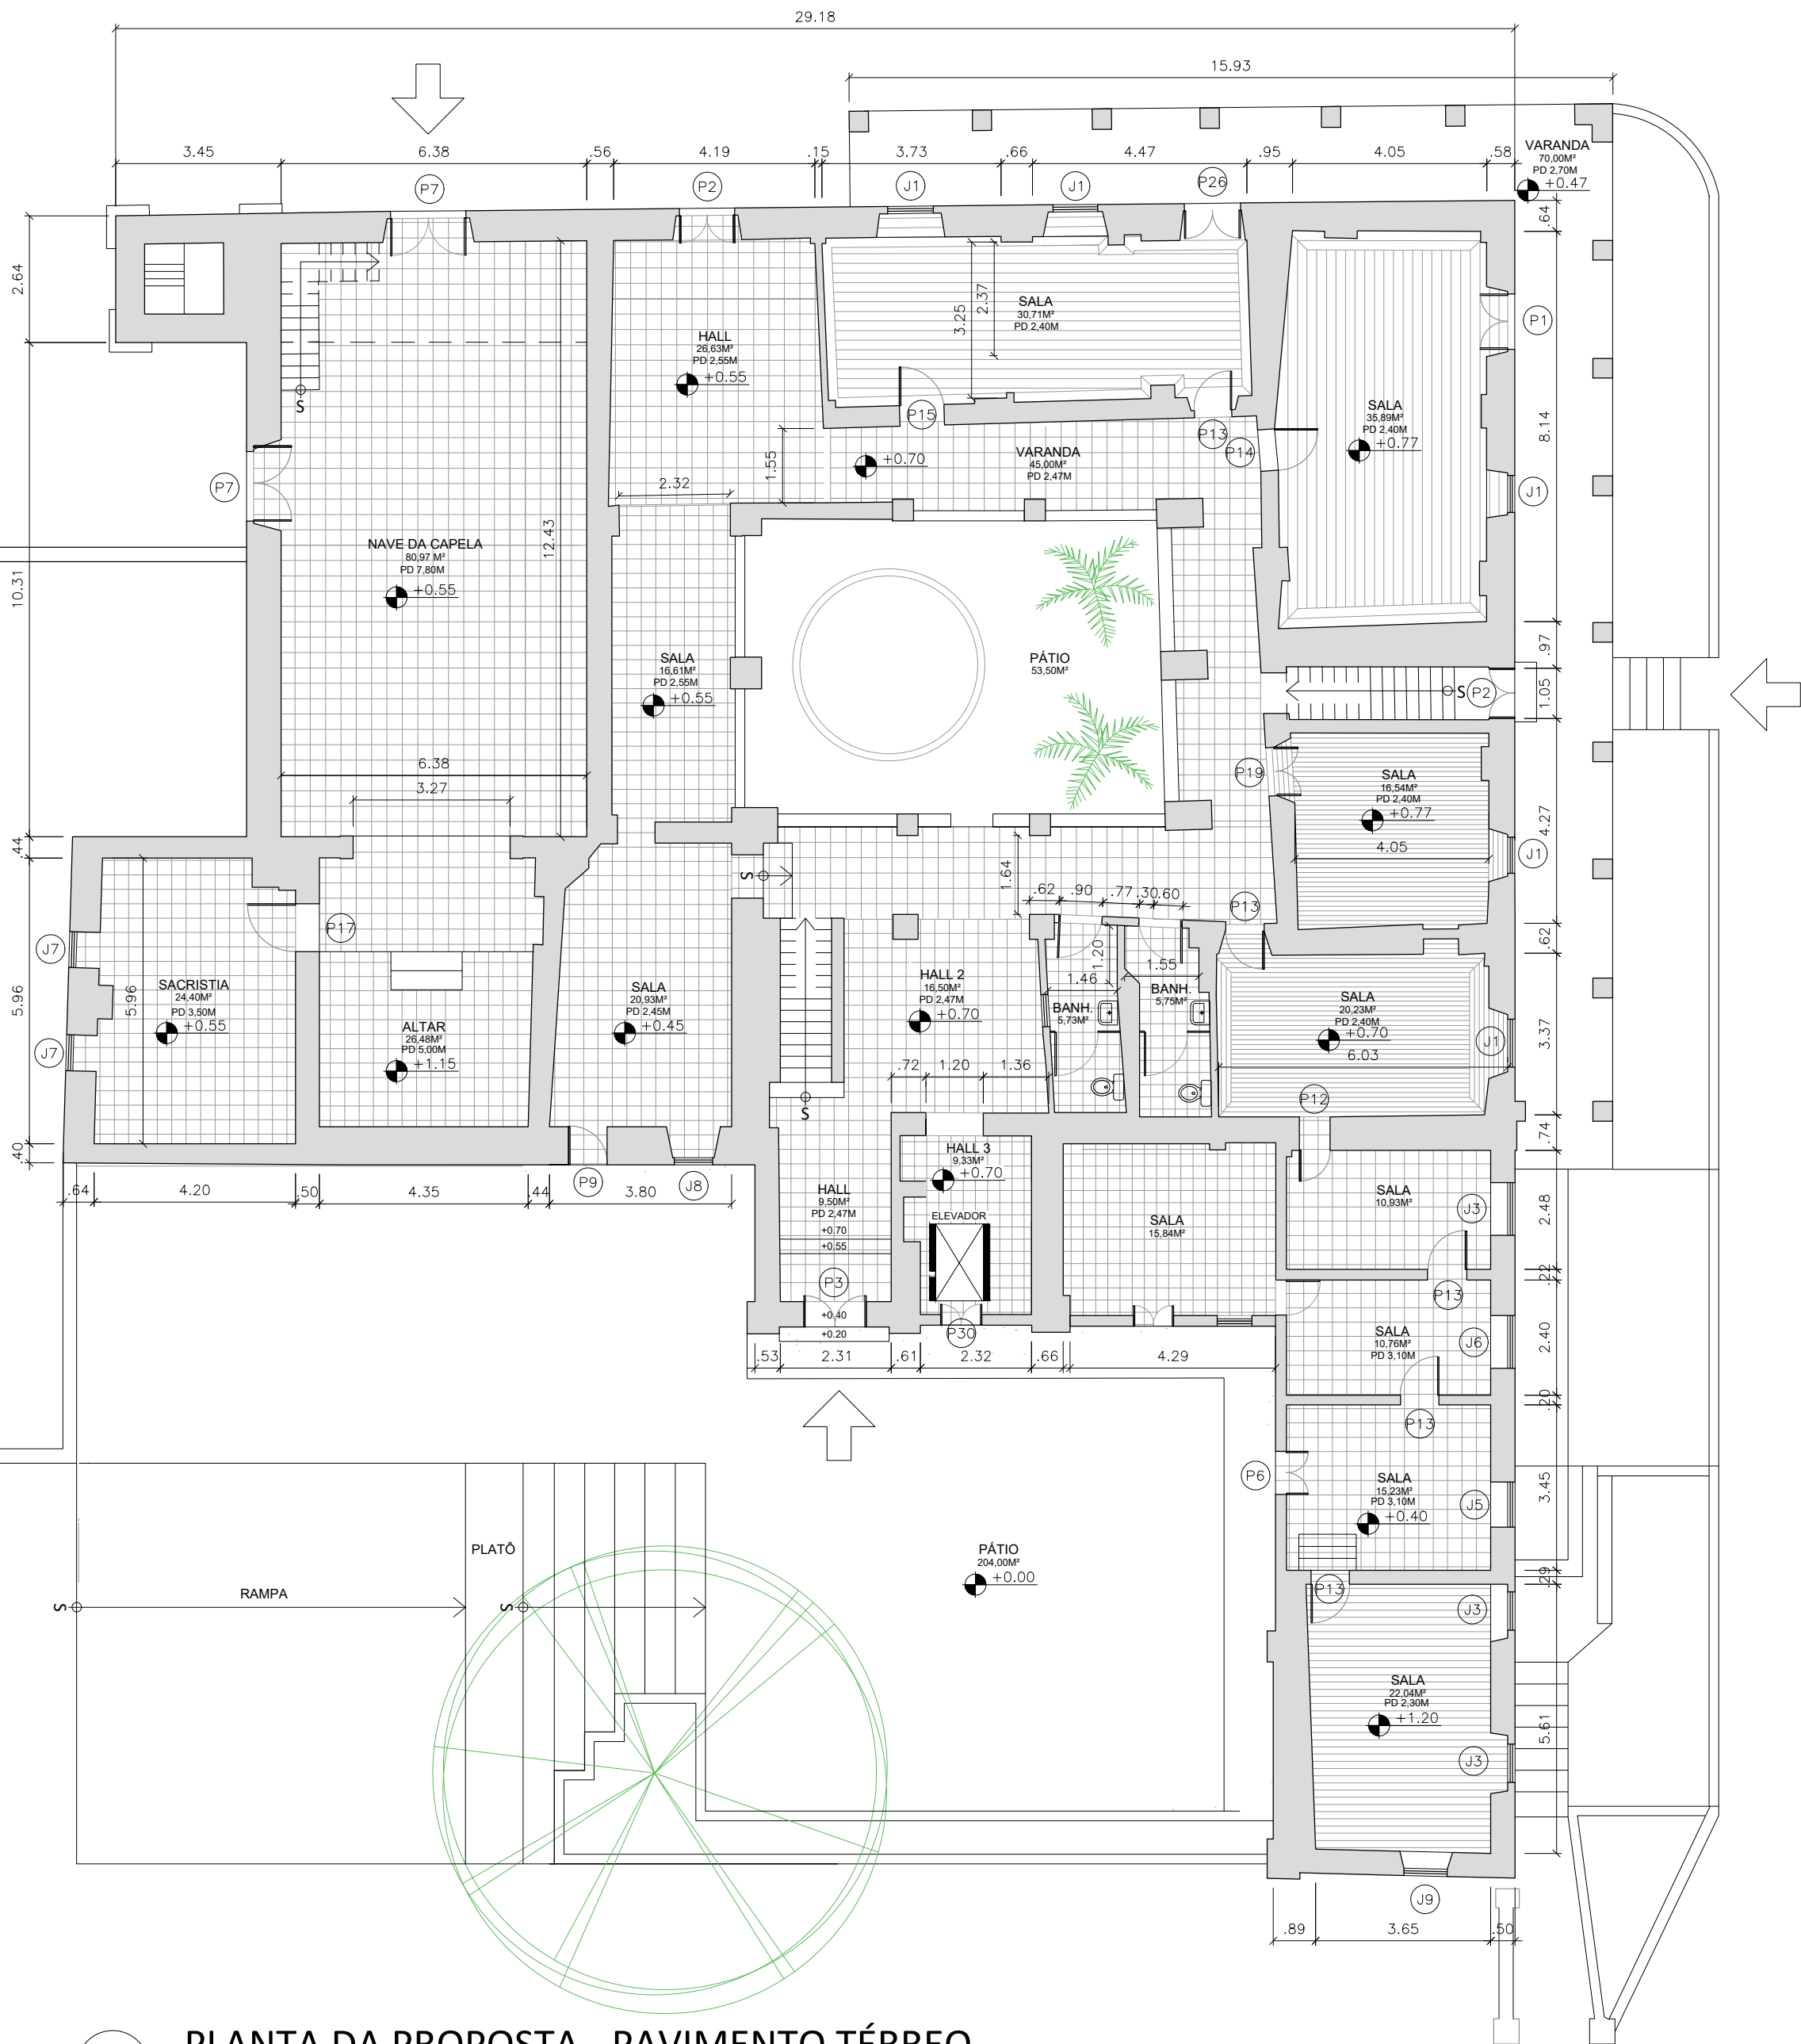 29.18
15.93
3.45
6.38
.56
4.19
.15
3.73
.66
4.47
.95
4.05
.58
VARANDA
70,00M²
PD 2,70M
+0.47
P7
P2
J1
J1
P26
.64
2.64
SALA
30,71M²
PD 2,40M
3.25
2.37
P1
HALL
26,63M²
PD 2,55M
+0.55
S
P15
P13
P14
SALA
35,89M²
PD 2,40M
+0.77
8.14
VARANDA
45,00M²
PD 2,47M
+0.70
1.55
2.32
P7
J1
NAVE DA CAPELA
80,97 M²
PD 7,80M
+0.55
12.43
10.31
SALA
16,61M²
PD 2,55M
+0.55
PÁTIO
53,50M²
.97
S
P2
1.05
6.38
3.27
P19
SALA
16,54M²
PD 2,40M
+0.77
4.05
4.27
J1
.44
S
1.64
.62
.90
.77
.30
.60
P13
.62
P17
J7
J7
5.96
5.96
SACRISTIA
24,40M²
PD 3,50M
+0.55
ALTAR
26,48M²
PD 5,00M
+1.15
SALA
20,93M²
PD 2,45M
+0.45
HALL 2
16,50M²
PD 2,47M
+0.70
1.20
1.46
BANH.
5,73M²
1.55
BANH.
5,75M²
SALA
20,23M²
PD 2,40M
+0.70
6.03
J1
3.37
.72
1.20
1.36
S
P12
.74
.40
HALL 3
9,33M²
+0.70
ELEVADOR
P9
J8
.64
4.20
.50
4.35
.44
3.80
HALL
9,50M²
PD 2,47M
+0.70
+0.55
P3
+0.40
+0.20
P30
SALA
15,84M²
SALA
10,93M²
J3
2.48
.22
P13
SALA
10,76M²
PD 3,10M
J6
2.40
.53
2.31
.61
2.32
.66
4.29
.20
P13
P6
SALA
15,23M²
PD 3,10M
+0.40
J5
3.45
PLATÔ
RAMPA
S
S
PÁTIO
204,00M²
+0.00
.29
P13
J3
SALA
22,04M²
PD 2,30M
+1.20
J3
5.61
J9
.89
3.65
.50
PLANTA DA PROPOSTA - PAVIMENTO TÉRREO